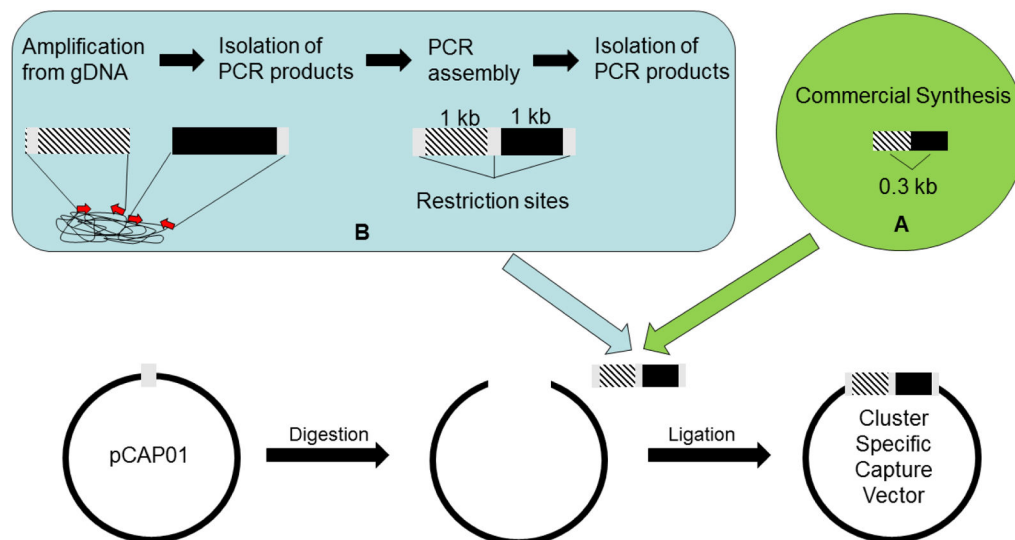 Amplification
from gDNA
Isolation of
PCR products
PCR
assembly
Isolation of
PCR products
1 kb
1 kb
Restriction sites
B
Commercial Synthesis
0.3 kb
A
pCAP01
Digestion
Ligation
Cluster
Specific
Capture
Vector